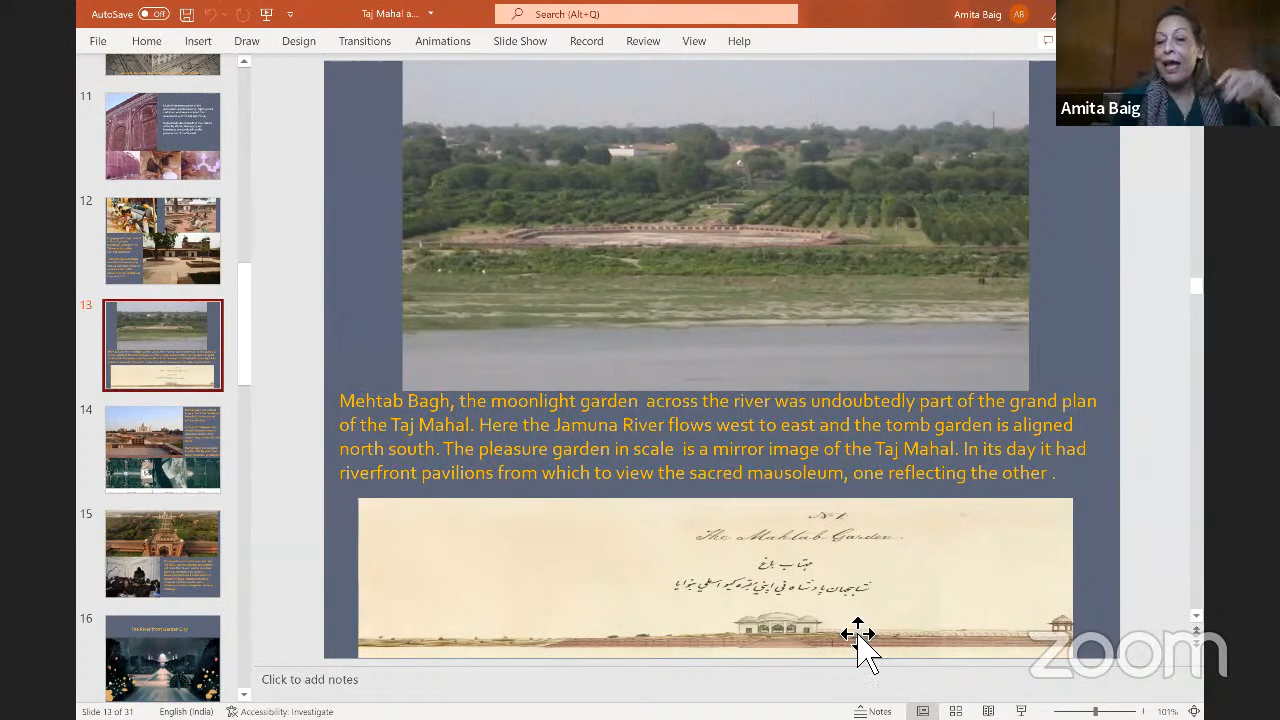 AutoSave Off
Taj Mahal a...
Search (Alt+Q)
Amita Baig AB
File Home Insert Draw Design Transitions Animations Slide Show Record Review View Help
Amita Baig
11
12
13
14
15
16
The River Front Garden City
Mehtab Bagh, the moonlight garden across the river was undoubtedly part of the grand plan
of the Taj Mahal. Here the Jamuna River flows west to east and the tomb garden is aligned
north south. The pleasure garden in scale is a mirror image of the Taj Mahal. In its day it had
riverfront pavilions from which to view the sacred mausoleum, one reflecting the other .
The Mahtab Garden
zoom
Click to add notes
Slide 13 of 31 English (India) Accessibility: Investigate Notes 101%